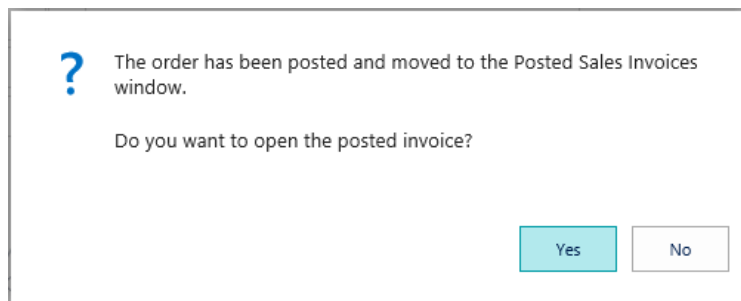 ?
The order has been posted and moved to the Posted Sales Invoices
window.
Do you want to open the posted invoice?
Yes
No